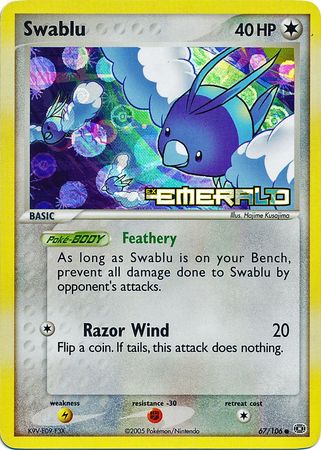 Swablu 40 HP
EX EMERALD
BASIC
Illus. Hajime Kusajima
Poké-BODY Feathery
As long as Swablu is on your Bench,
prevent all damage done to Swablu by
opponent's attacks.
Razor Wind 20
Flip a coin. If tails, this attack does nothing.
weakness resistance -30 retreat cost
©2005 Pokémon/Nintendo 67/106